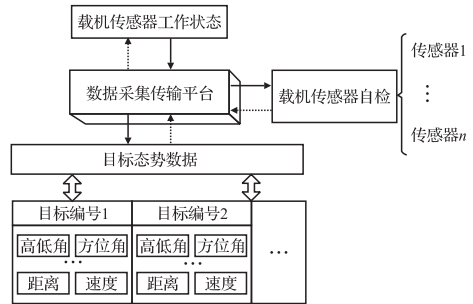 载机传感器工作状态
数据采集传输平台
载机传感器自检
传感器1
⋮
传感器n
目标态势数据
目标编号1
目标编号2
高低角
方位角
高低角
方位角
…
…
…
距离
速度
距离
速度